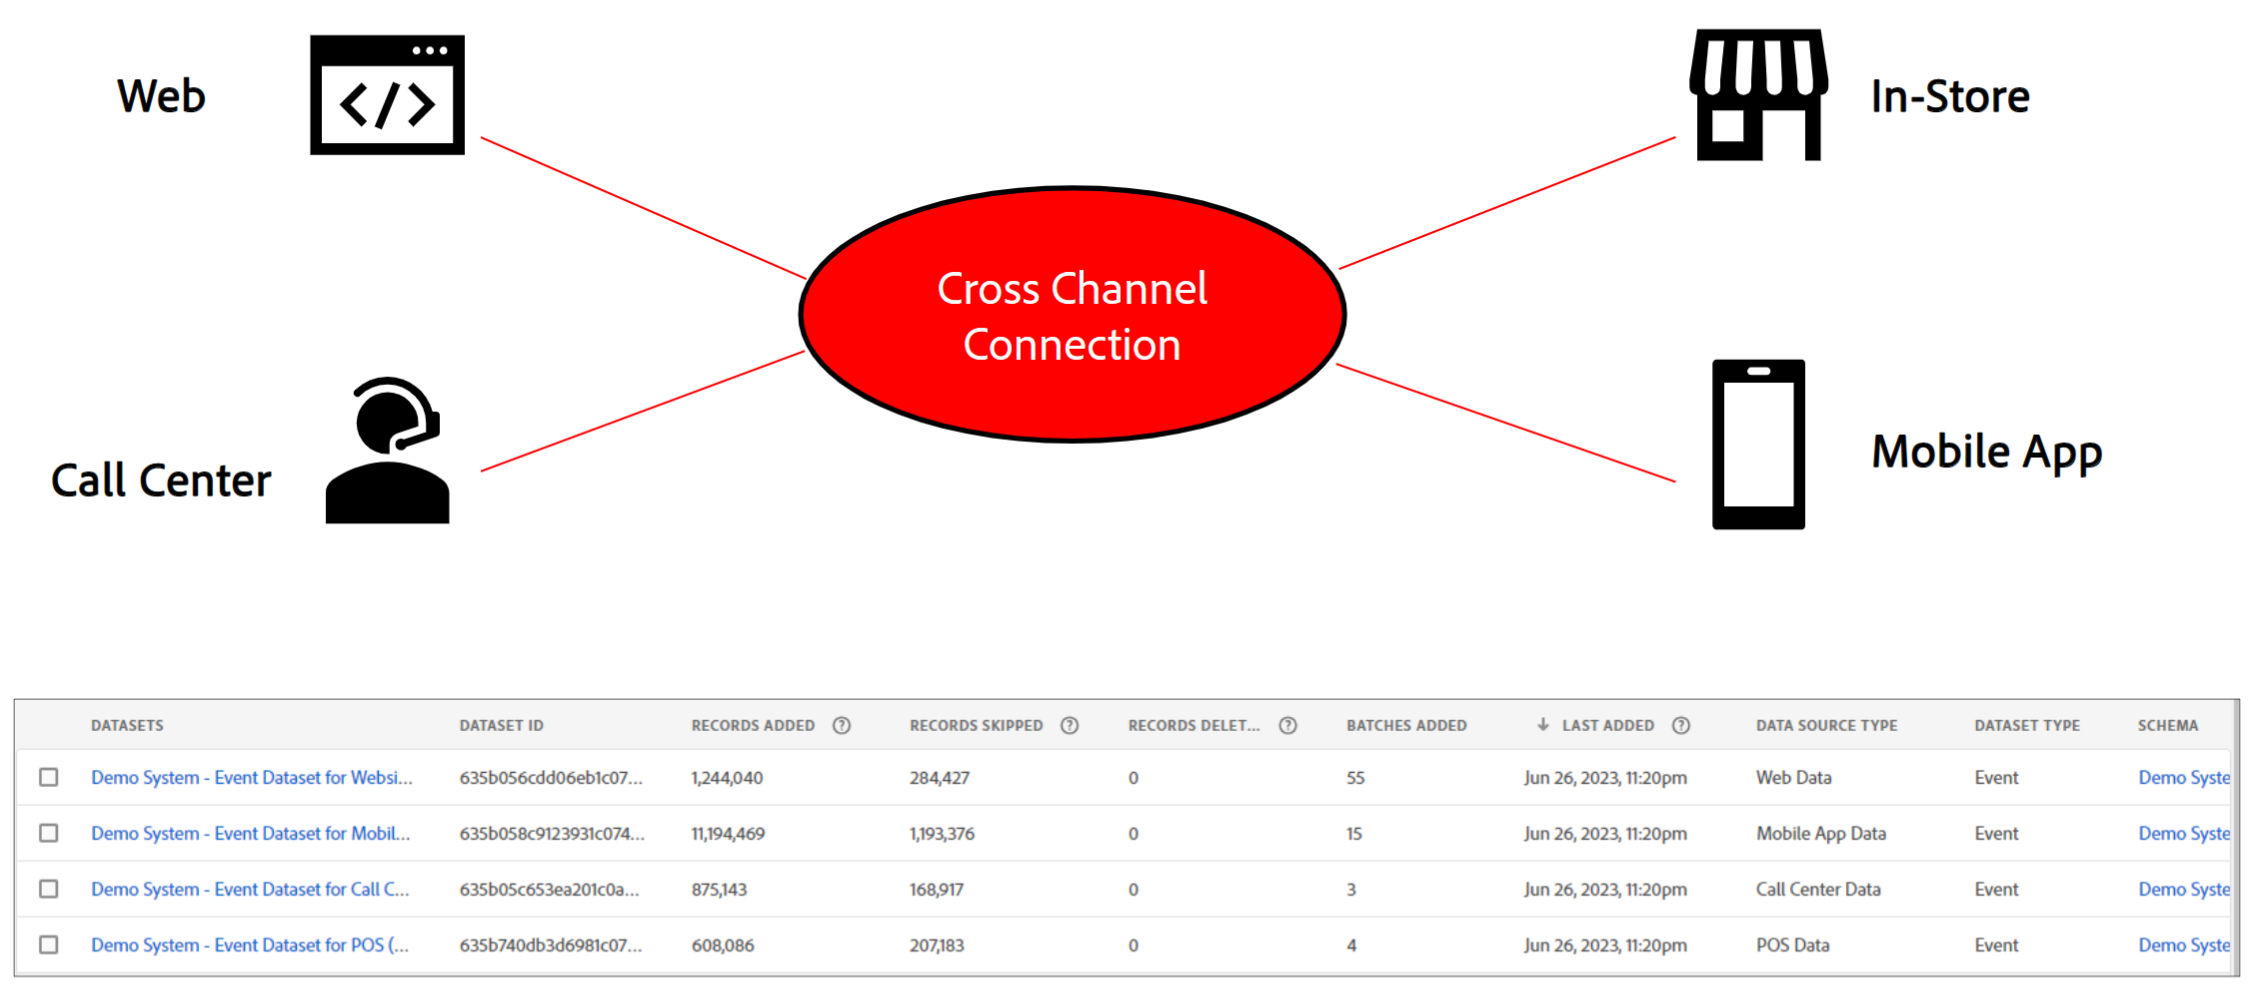 Web
</>
In-Store
Cross Channel
Connection
Call Center
Mobile App
DATASETS DATASET ID RECORDS ADDED ? RECORDS SKIPPED ? RECORDS DELET... ? BATCHES ADDED ↓ LAST ADDED ? DATA SOURCE TYPE DATASET TYPE SCHEMA
Demo System - Event Dataset for Websi... 635b056cdd06eb1c07... 1,244,040 284,427 0 55 Jun 26, 2023, 11:20pm Web Data Event Demo Syste
Demo System - Event Dataset for Mobil... 635b058c9123931c074... 11,194,469 1,193,376 0 15 Jun 26, 2023, 11:20pm Mobile App Data Event Demo Syste
Demo System - Event Dataset for Call C... 635b05c653ea201c0a... 875,143 168,917 0 3 Jun 26, 2023, 11:20pm Call Center Data Event Demo Syste
Demo System - Event Dataset for POS (... 635b740db3d6981c07... 608,086 207,183 0 4 Jun 26, 2023, 11:20pm POS Data Event Demo Syste